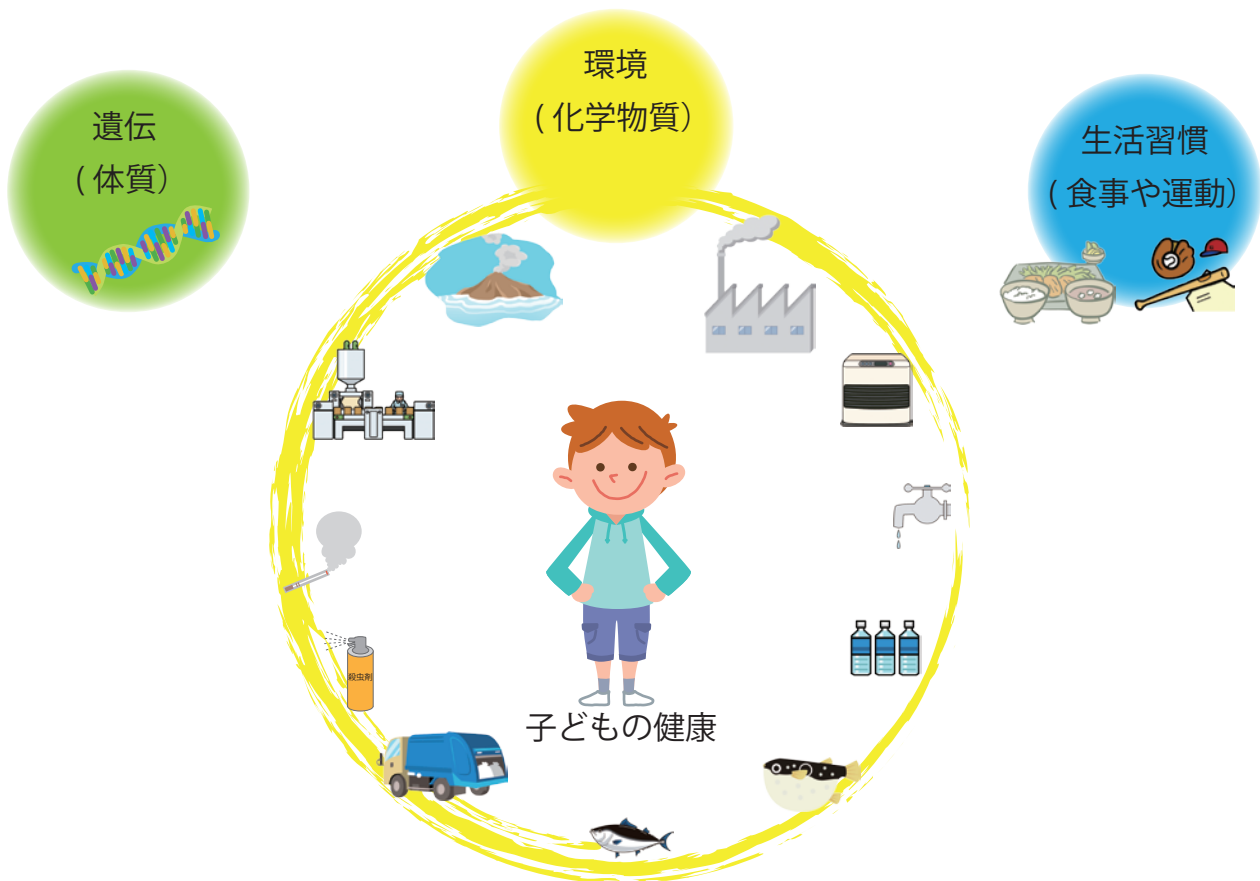 環境
( 化学物質）
遺伝
( 体質）
生活習慣
( 食事や運動）
殺虫剤
子どもの健康